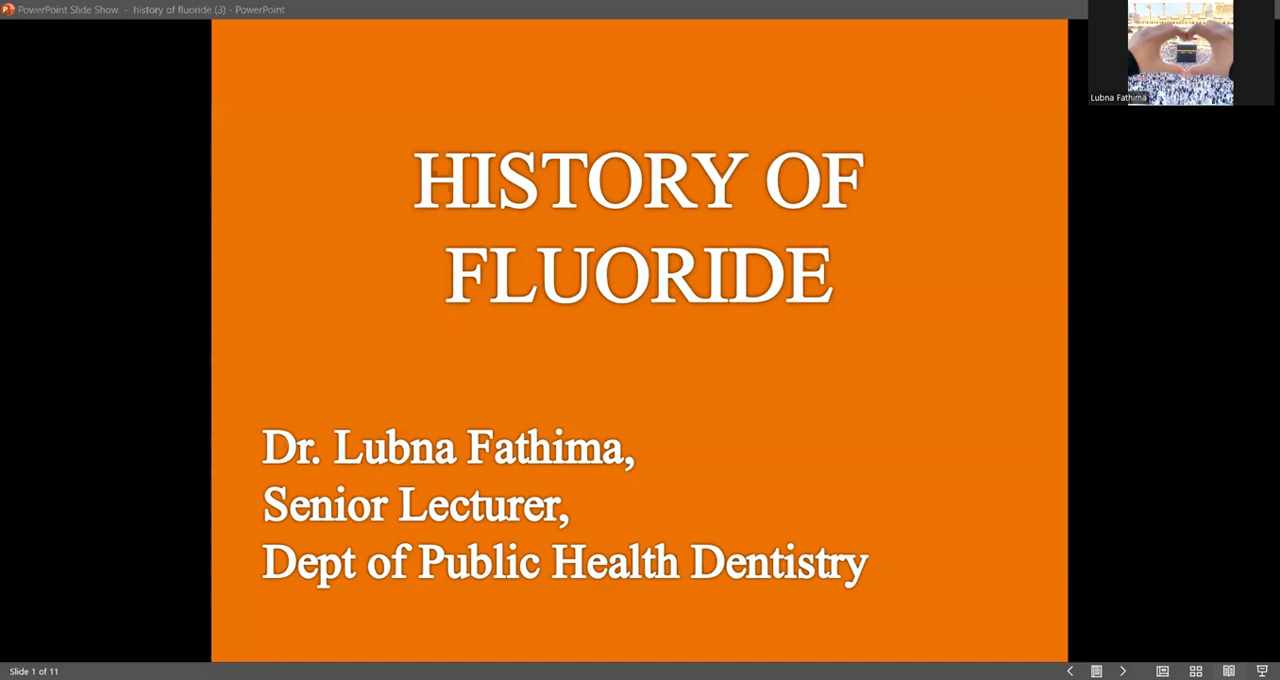 PowerPoint Slide Show - history of fluoride (3) - PowerPoint
Lubna Fathima
HISTORY OF
FLUORIDE
Dr. Lubna Fathima,
Senior Lecturer,
Dept of Public Health Dentistry
Slide 1 of 11